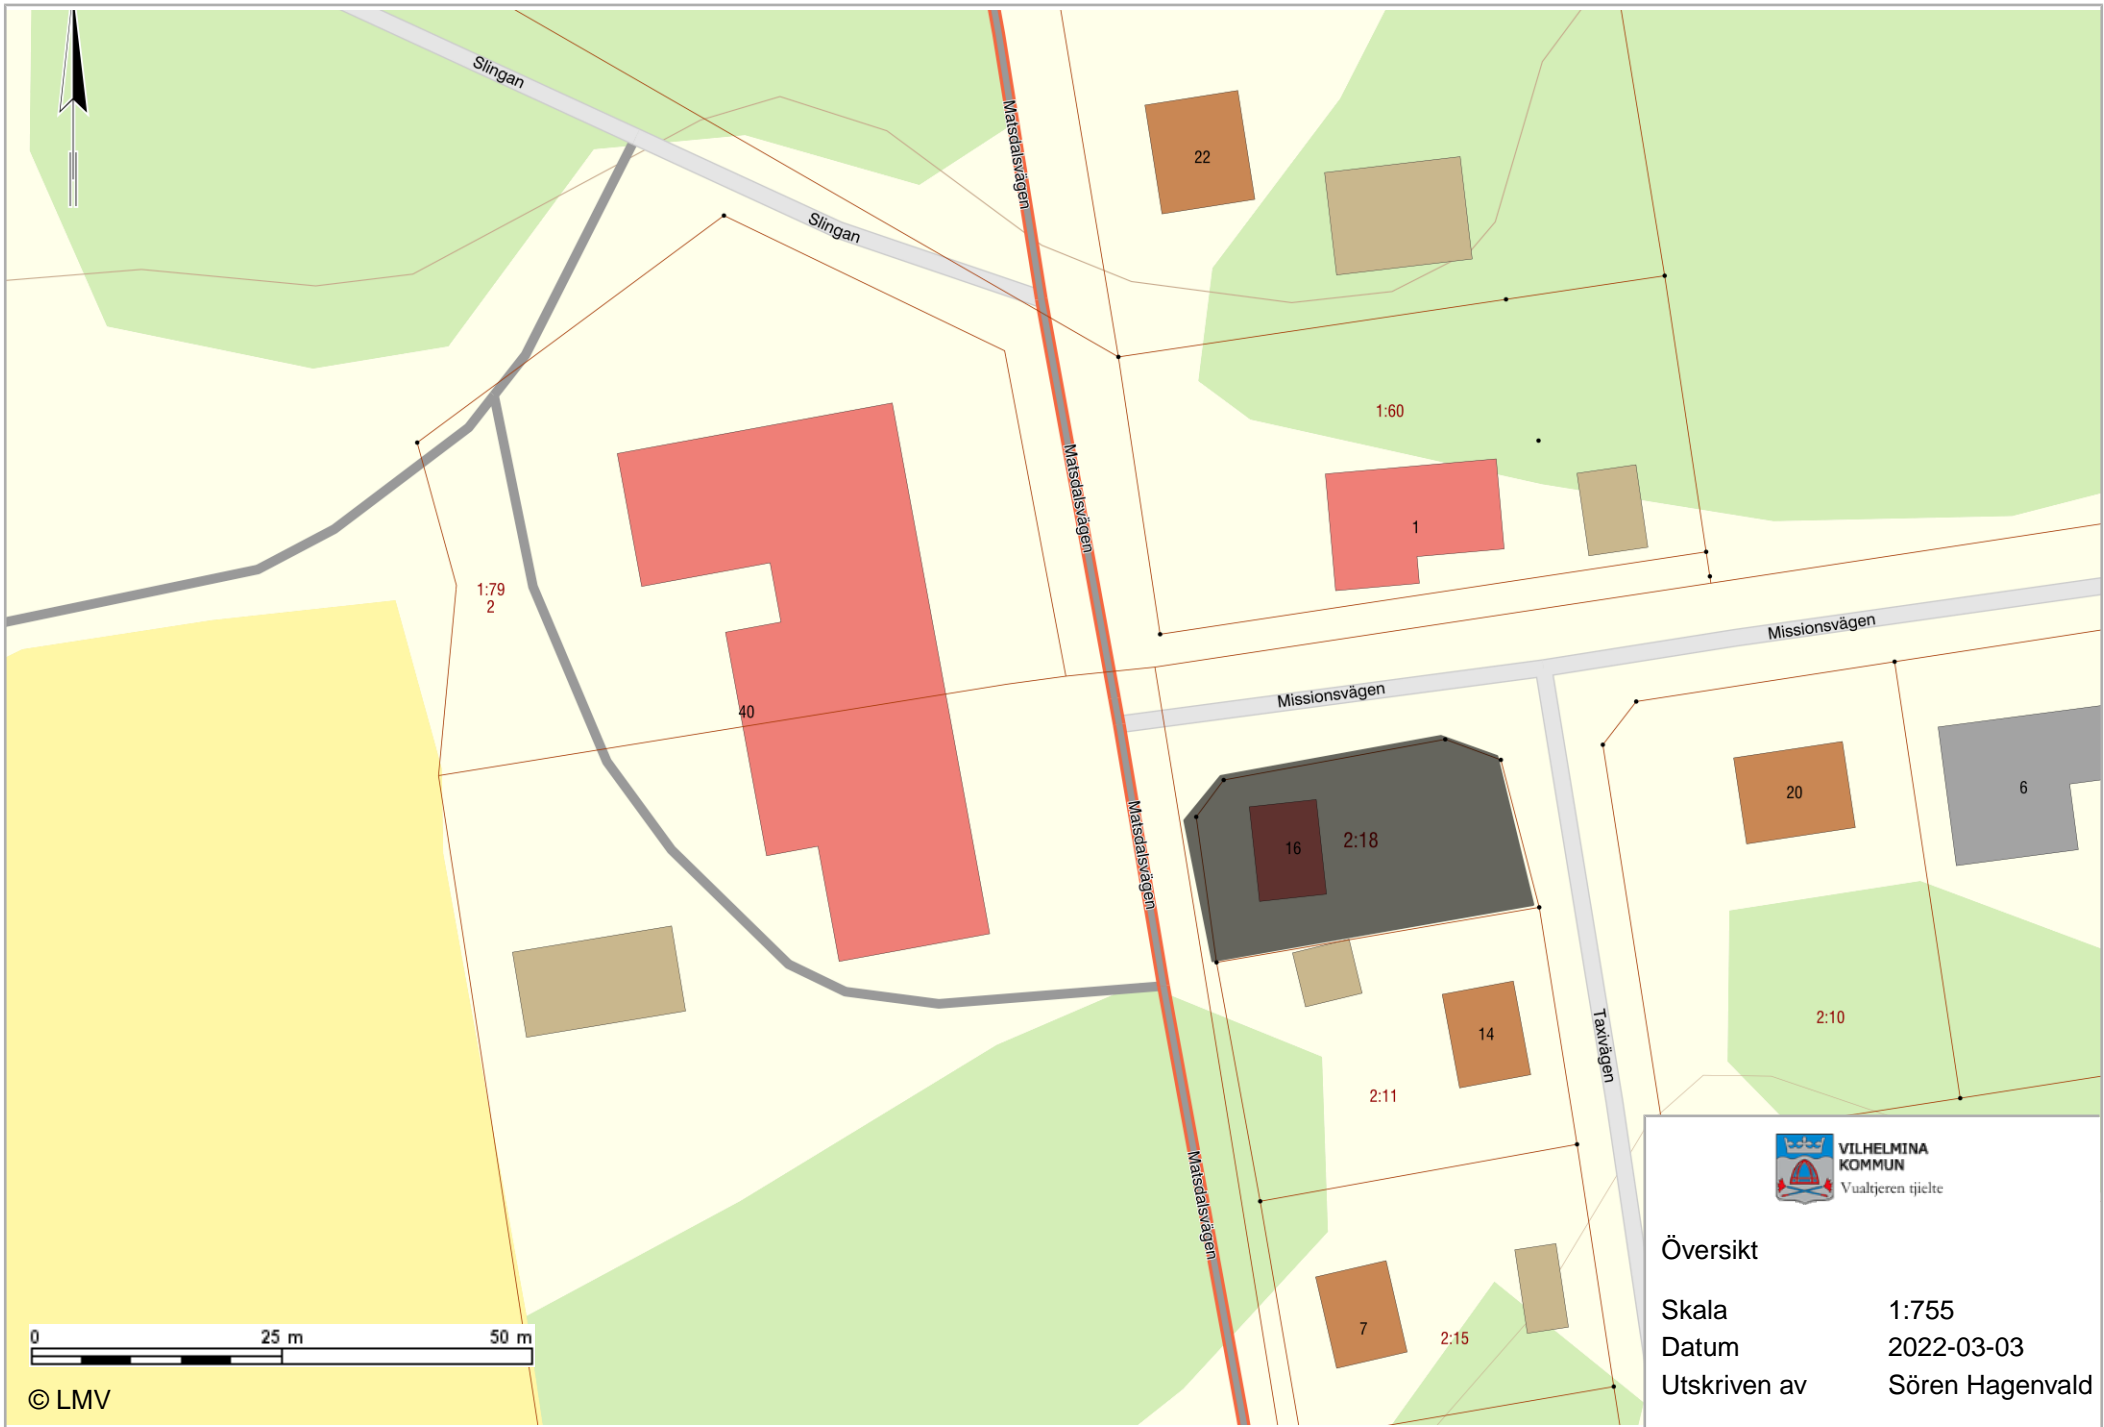 Slingan
Matsdalsvägen
22
Slingan
1:60
Matsdalsvägen
1
1:79
2
Missionsvägen
Missionsvägen
40
20
6
16
2:18
Matsdalsvägen
14
Taxivägen
2:10
2:11
Matsdalsvägen
7
2:15
VILHELMINA
KOMMUN
Vualtjeren tjielte
Översikt
Skala 1:755
Datum 2022-03-03
Utskriven av Sören Hagenvald
0 25 m 50 m
© LMV